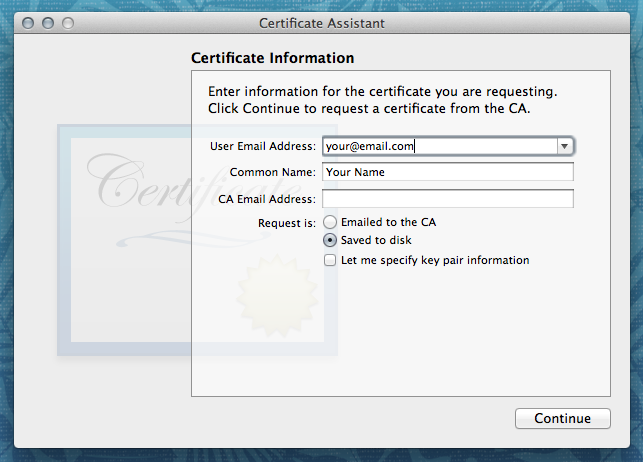 Certificate Assistant
Certificate Information
Enter information for the certificate you are requesting.
Click Continue to request a certificate from the CA.
Certificate
User Email Address: your@email.com
Common Name: Your Name
CA Email Address:
Request is: Emailed to the CA
Saved to disk
Let me specify key pair information
Continue